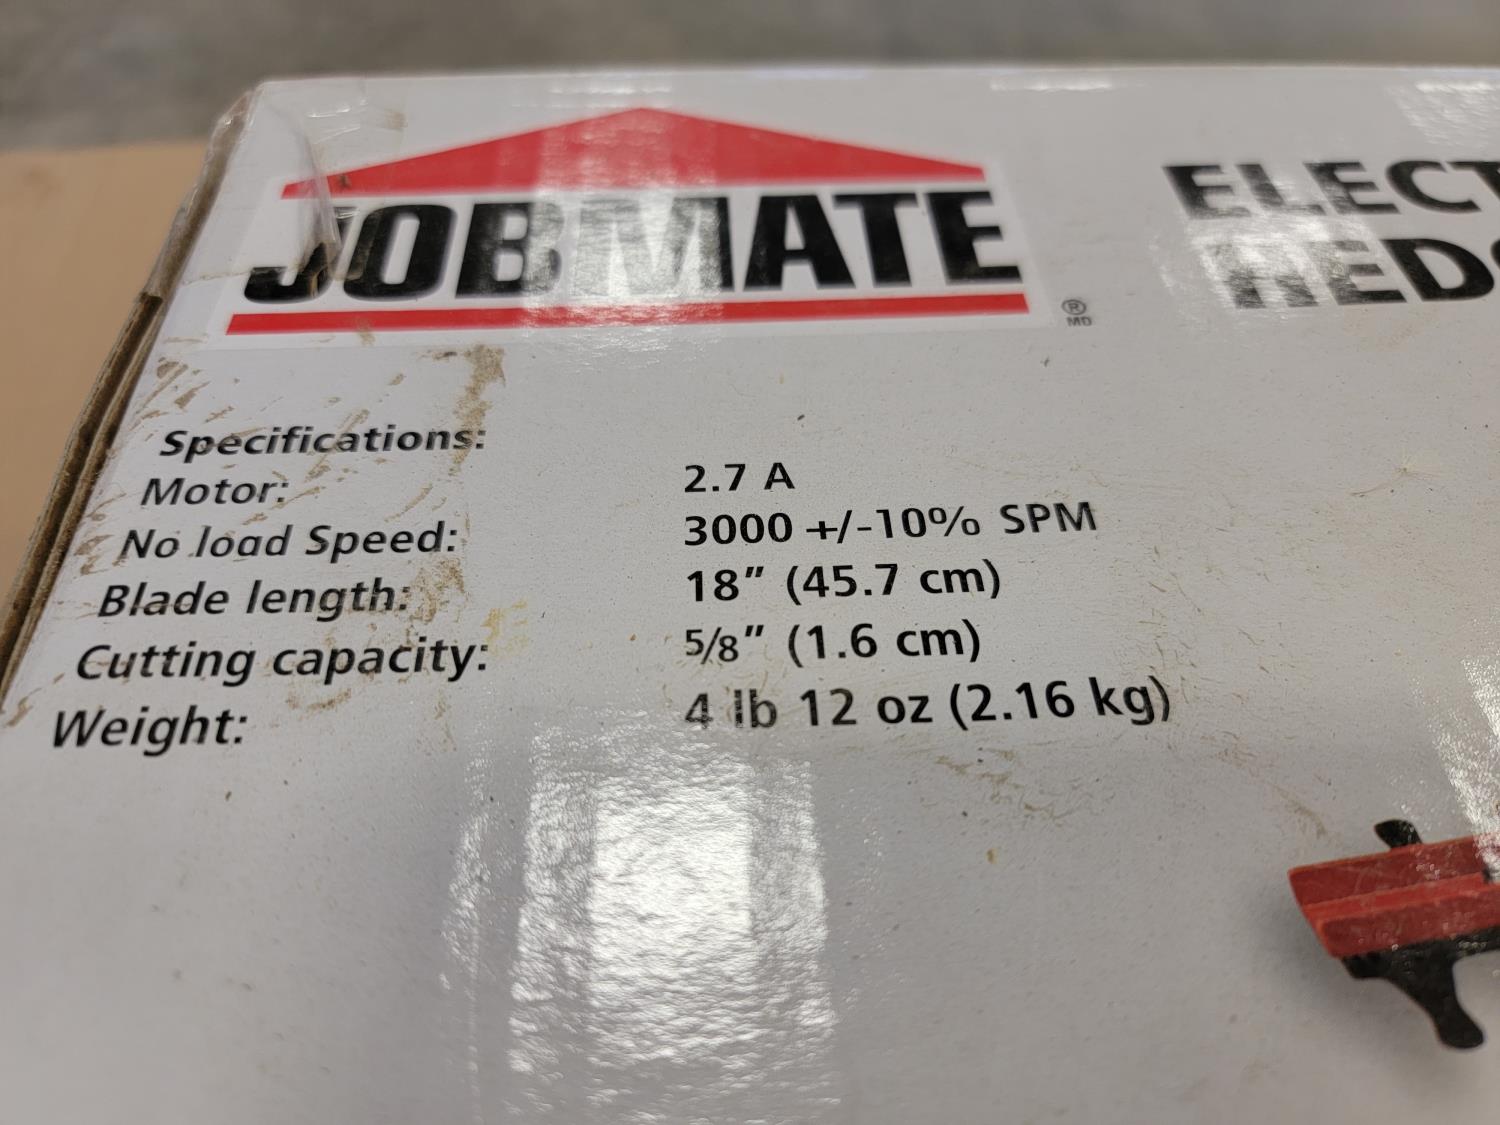 JOBMATE
® MD
Specifications:
Motor: 2.7 A
No load Speed: 3000 +/-10% SPM
Blade length: 18” (45.7 cm)
Cutting capacity: 5/8” (1.6 cm)
Weight: 4 lb 12 oz (2.16 kg)